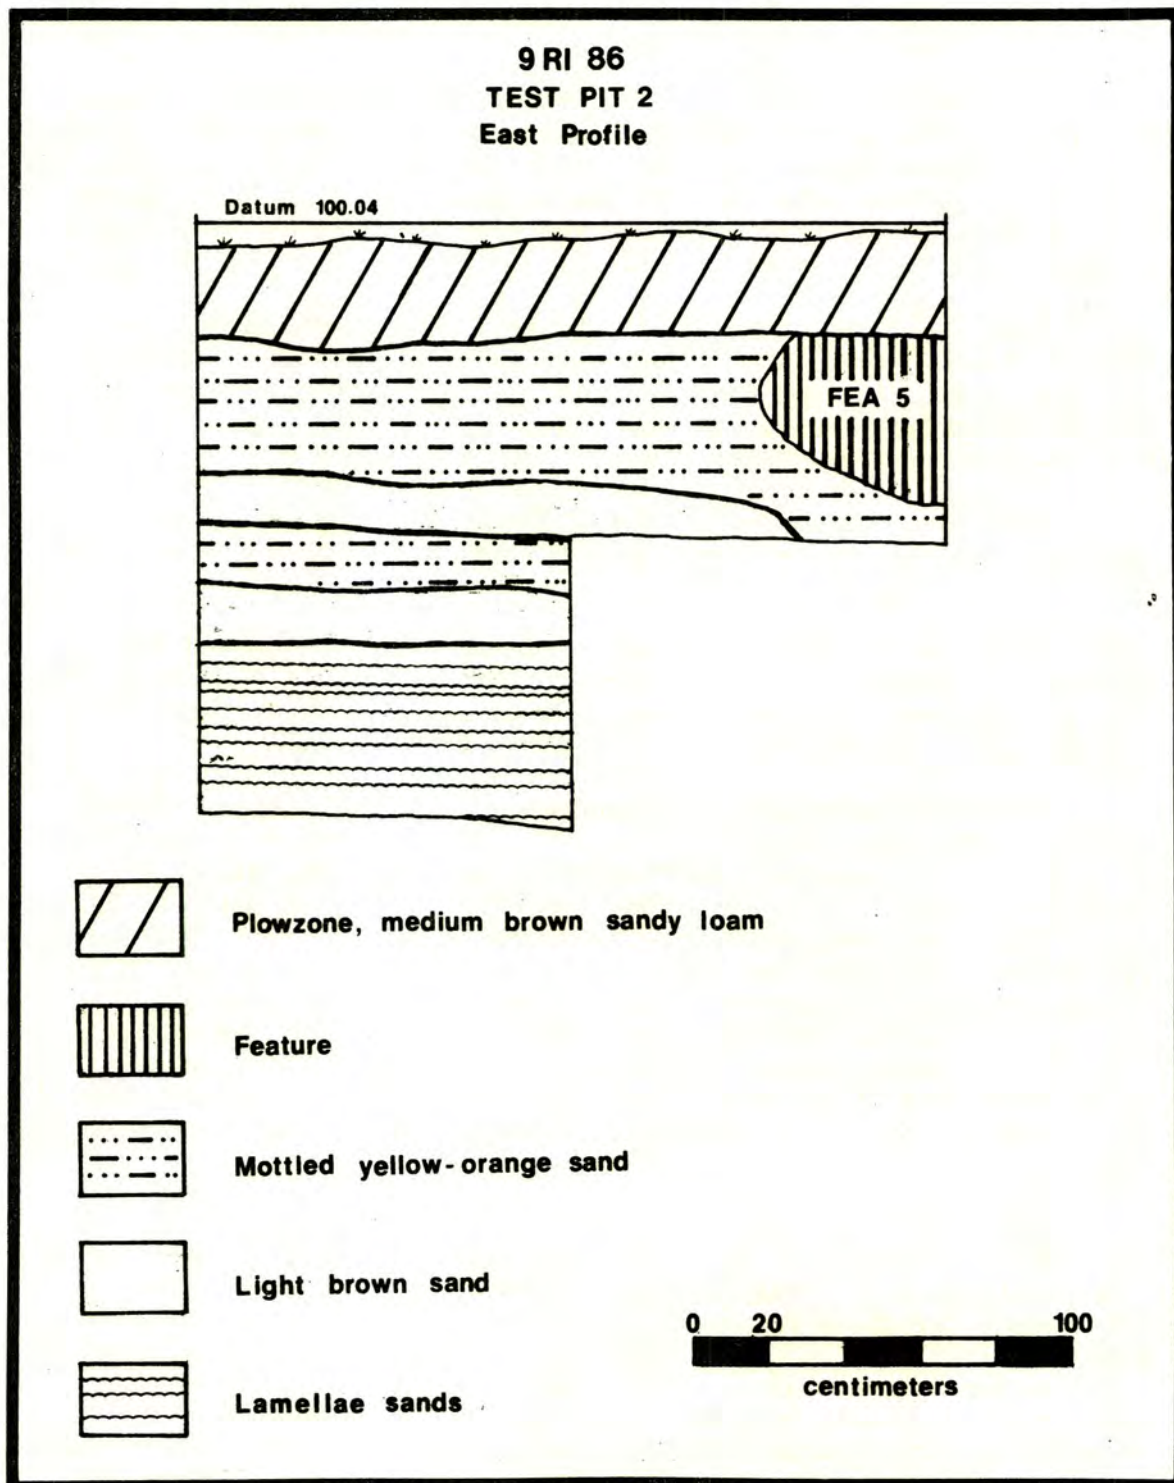 9 RI 86
TEST PIT 2
East Profile
Datum 100.04
FEA 5
Plowzone, medium brown sandy loam
Feature
Mottled yellow-orange sand
Light brown sand
Lamellae sands
0 20 100
centimeters